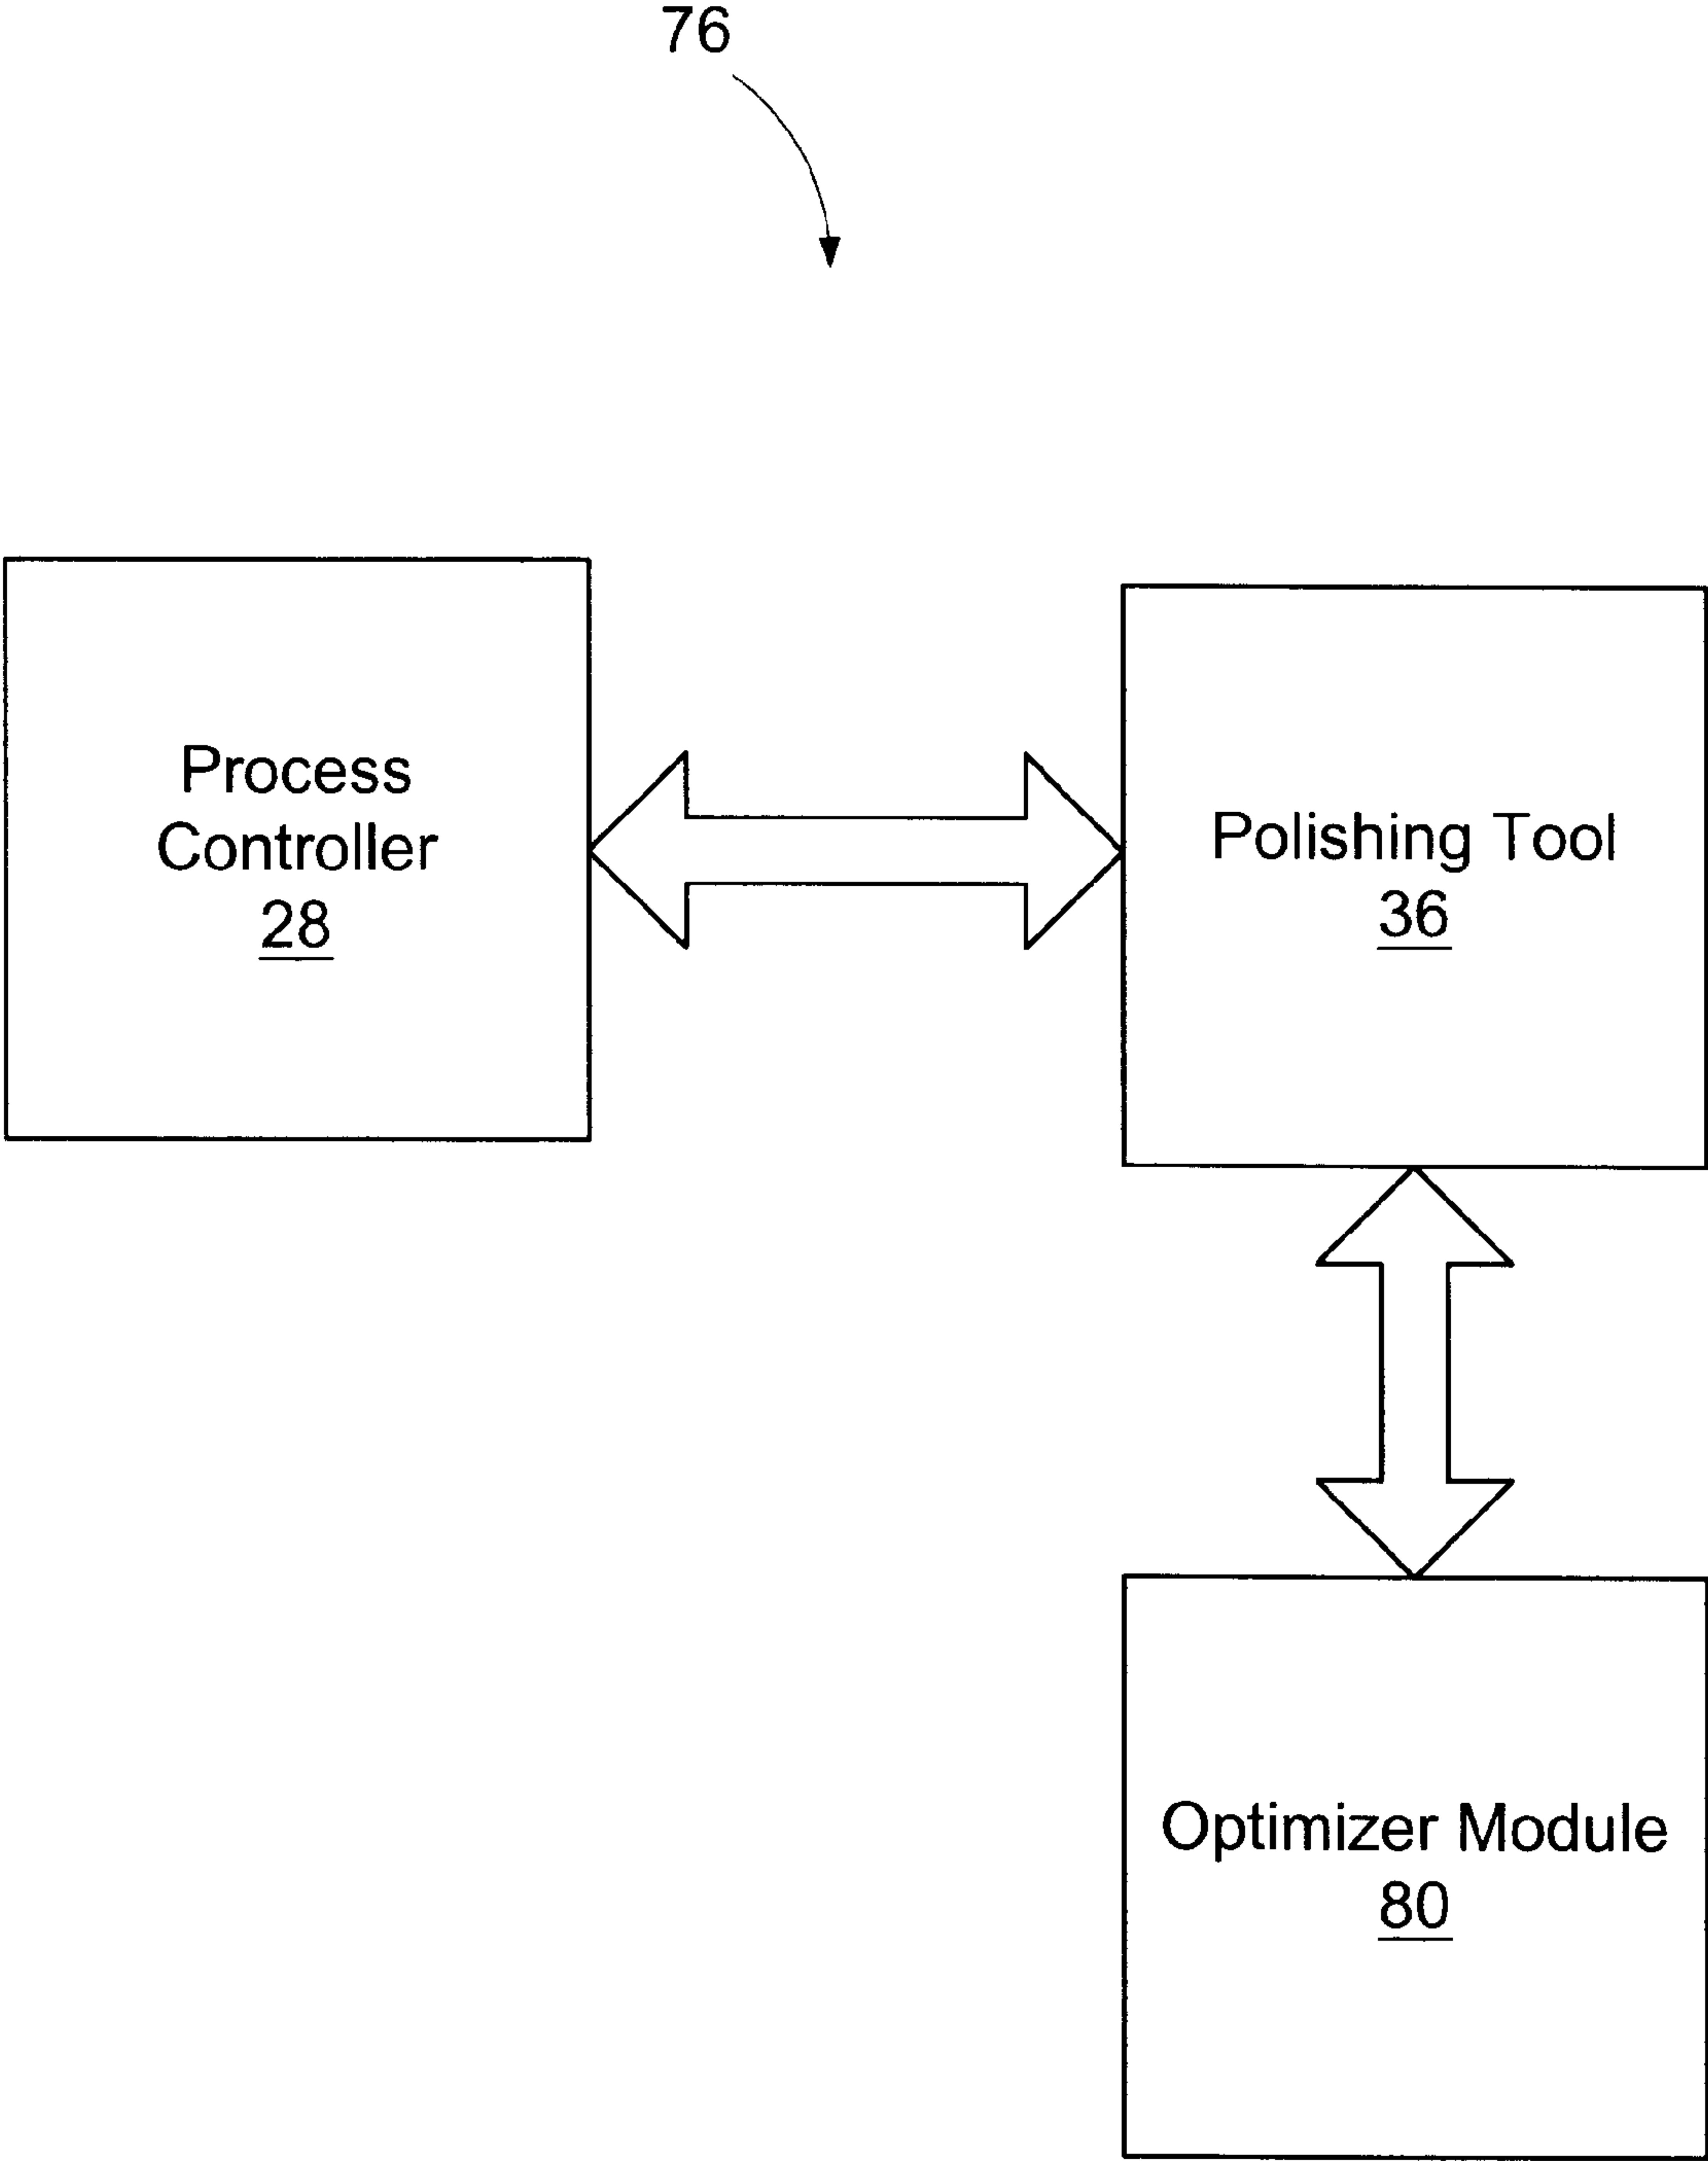 76
Process
Controller
28
Polishing Tool
36
Optimizer Module
80